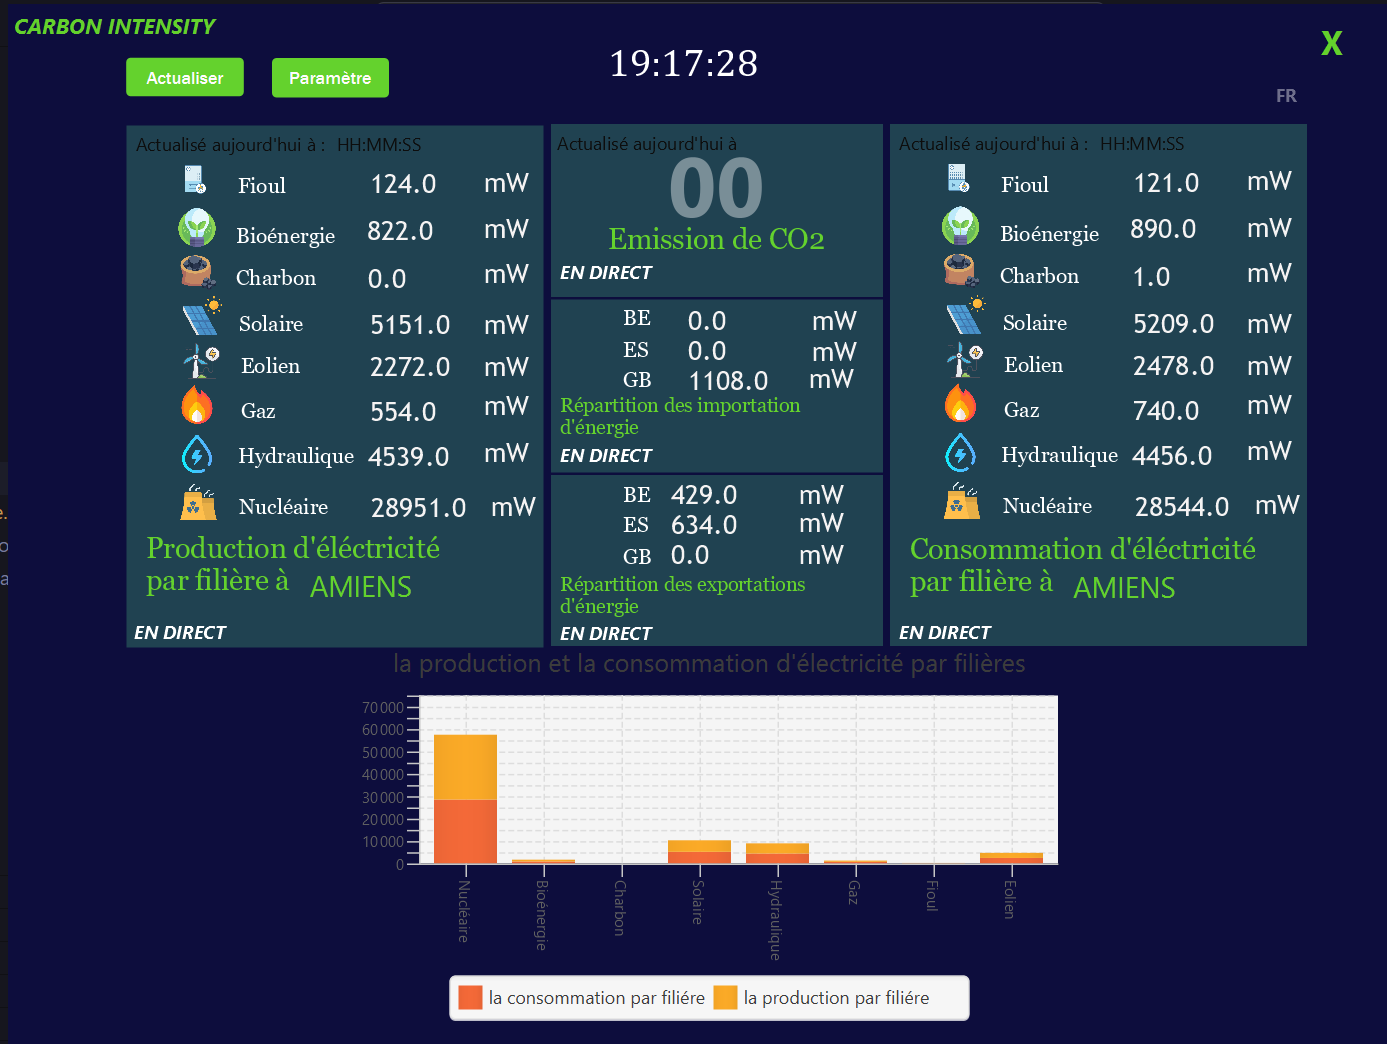 CARBON INTENSITY
X
Actualiser
Paramètre
19:17:28
FR
Actualisé aujourd'hui à : HH:MM:SS
Fioul 124.0 mW
Bioénergie 822.0 mW
Charbon 0.0 mW
Solaire 5151.0 mW
Eolien 2272.0 mW
Gaz 554.0 mW
Hydraulique 4539.0 mW
Nucléaire 28951.0 mW
Production d'éléctricité
par filière à AMIENS
EN DIRECT
Actualisé aujourd'hui à
00
Emission de CO2
EN DIRECT
BE 0.0 mW
ES 0.0 mW
GB 1108.0 mW
Répartition des importation
d'énergie
EN DIRECT
BE 429.0 mW
ES 634.0 mW
GB 0.0 mW
Répartition des exportations
d'énergie
EN DIRECT
Actualisé aujourd'hui à : HH:MM:SS
Fioul 121.0 mW
Bioénergie 890.0 mW
Charbon 1.0 mW
Solaire 5209.0 mW
Eolien 2478.0 mW
Gaz 740.0 mW
Hydraulique 4456.0 mW
Nucléaire 28544.0 mW
Consommation d'éléctricité
par filière à AMIENS
EN DIRECT
la production et la consommation d'électricité par filières
70 000
60 000
50 000
40 000
30 000
20 000
10 000
0
Nucléaire
Bioénergie
Charbon
Solaire
Hydraulique
Gaz
Fioul
Eolien
la consommation par filiére
la production par filiére